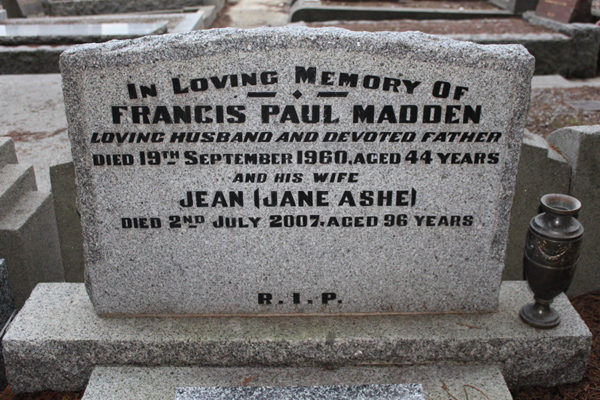 IN LOVING MEMORY OF
FRANCIS PAUL MADDEN
LOVING HUSBAND AND DEVOTED FATHER
DIED 19TH SEPTEMBER 1960, AGED 44 YEARS
AND HIS WIFE
JEAN (JANE ASHE)
DIED 2ND JULY 2007, AGED 96 YEARS
R.I.P.